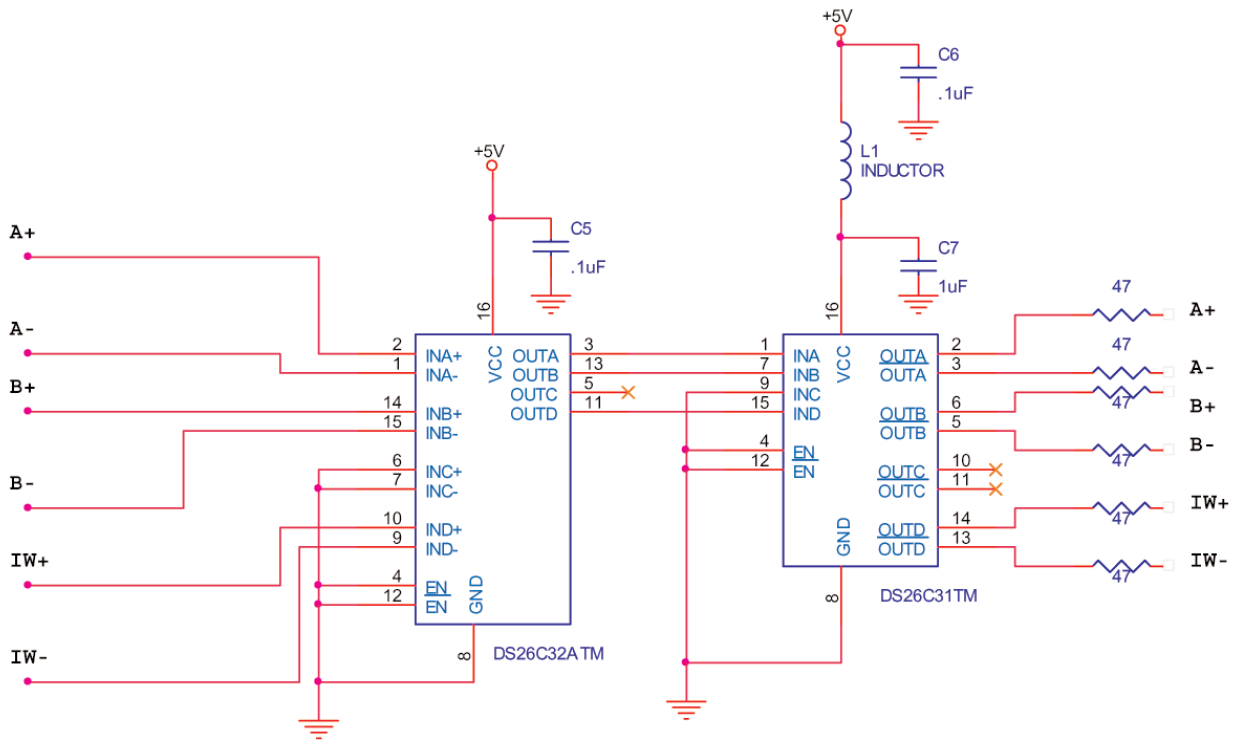 +5V
C6
.1uF
L1
INDUCTOR
+5V
C5
.1uF
C7
1uF
16
16
A+
A-
B+
B-
IW+
IW-
2 INA+
1 INA-
14 INB+
15 INB-
6 INC+
7 INC-
10 IND+
9 IND-
4 EN
12 EN
VCC
GND
8
OUTA 3
OUTB 13
OUTC 5
OUTD 11
DS26C32ATM
1 INA
7 INB
9 INC
15 IND
4 EN
12 EN
VCC
GND
8
OUTA 2
OUTA 3
OUTB 6
OUTB 5
OUTC 10
OUTC 11
OUTD 14
OUTD 13
DS26C31TM
47 A+
47 A-
47 B+
47 B-
47 IW+
47 IW-